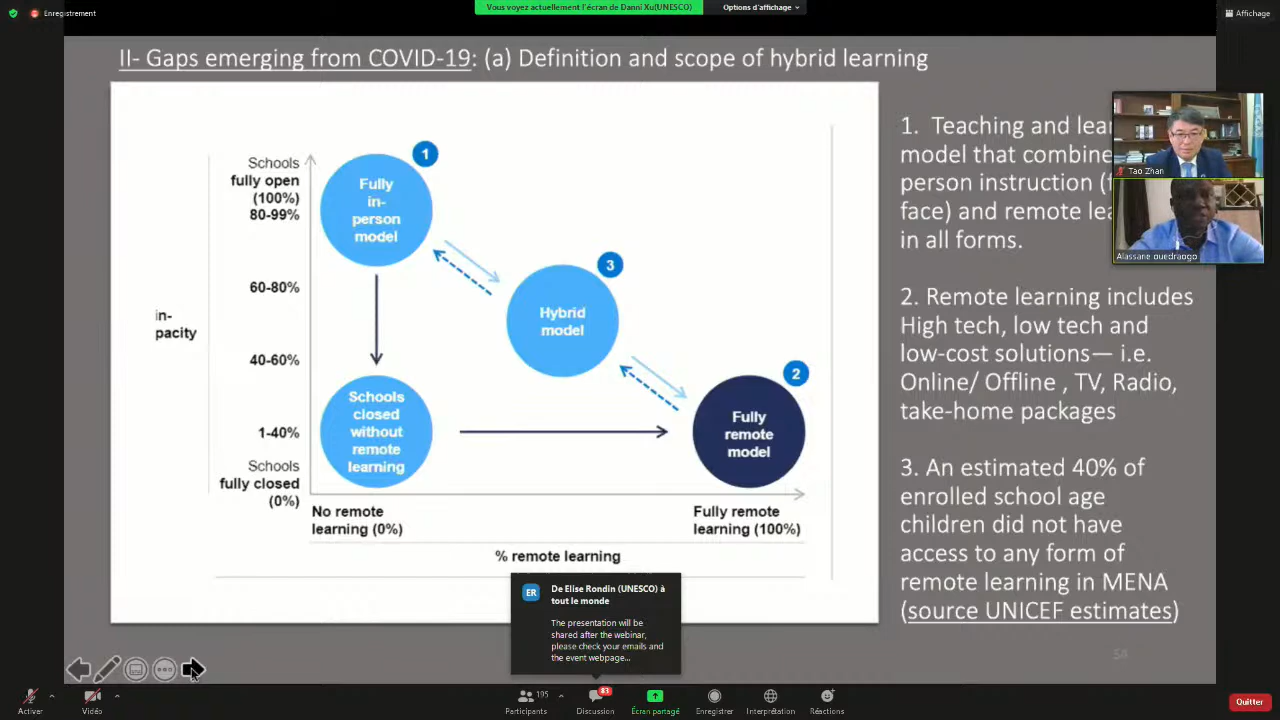 Enregistrement
Vous voyez actuellement l'écran de Danni Xu(UNESCO)
Options d'affichage
Affichage
II- Gaps emerging from COVID-19: (a) Definition and scope of hybrid learning
Schools
fully open
(100%)
80-99%
60-80%
in-
pacity
40-60%
1-40%
Schools
fully closed
(0%)
1
Fully
in-
person
model
3
Hybrid
model
2
Fully
remote
model
Schools
closed
without
remote
learning
No remote
learning (0%)
Fully remote
learning (100%)
% remote learning
1. Teaching and lear
model that combine
person instruction (f
face) and remote lea
in all forms.
2. Remote learning includes
High tech, low tech and
low-cost solutions— i.e.
Online/ Offline , TV, Radio,
take-home packages
3. An estimated 40% of
enrolled school age
children did not have
access to any form of
remote learning in MENA
(source UNICEF estimates)
58
Tao Zhan
Alassane ouedraogo
ER
De Elise Rondin (UNESCO) à
tout le monde
The presentation will be
shared after the webinar,
please check your emails and
the event webpage...
Activer
Vidéo
195
Participants
83
Discussion
Écran partagé
Enregistrer
Interprétation
Réactions
Quitter